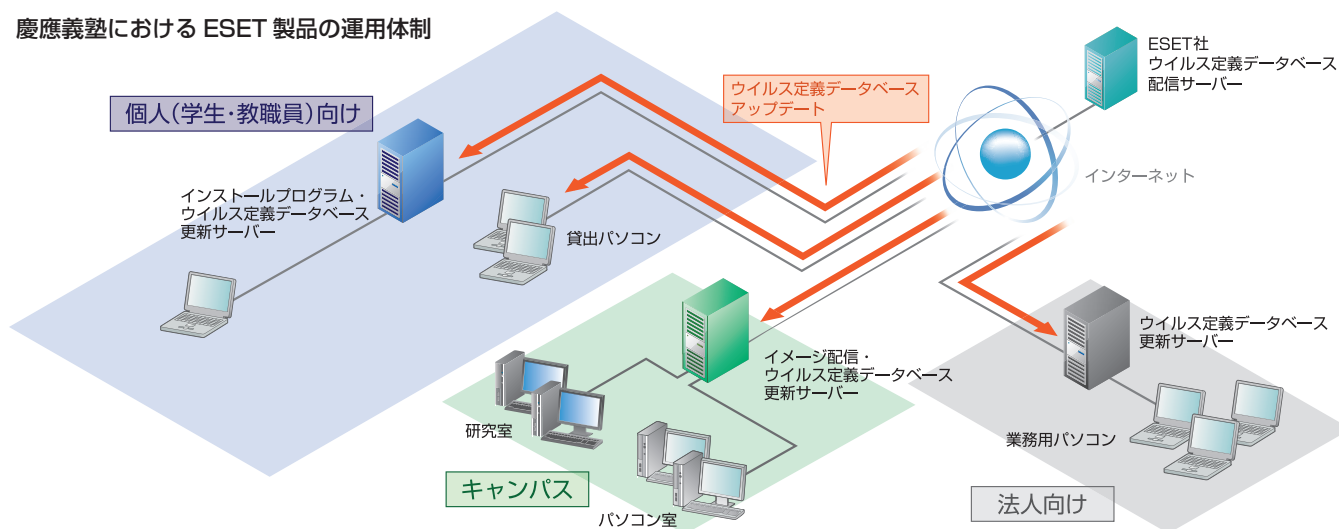 慶應義塾における ESET 製品の運用体制
ESET社
ウイルス定義データベース
配信サーバー
ウイルス定義データベース
アップデート
個人(学生・教職員)向け
インターネット
インストールプログラム・
ウイルス定義データベース
更新サーバー
貸出パソコン
ウイルス定義データベース
更新サーバー
イメージ配信・
ウイルス定義データベース
更新サーバー
研究室
業務用パソコン
キャンパス
法人向け
パソコン室